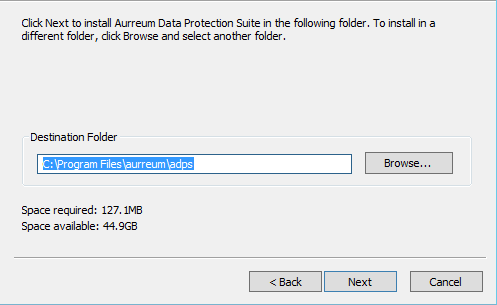 Click Next to install Aurreum Data Protection Suite in the following folder. To install in a
different folder, click Browse and select another folder.
Destination Folder
C:\Program Files\aurreum\adps
Browse...
Space required: 127.1MB
Space available: 44.9GB
< Back
Next
Cancel